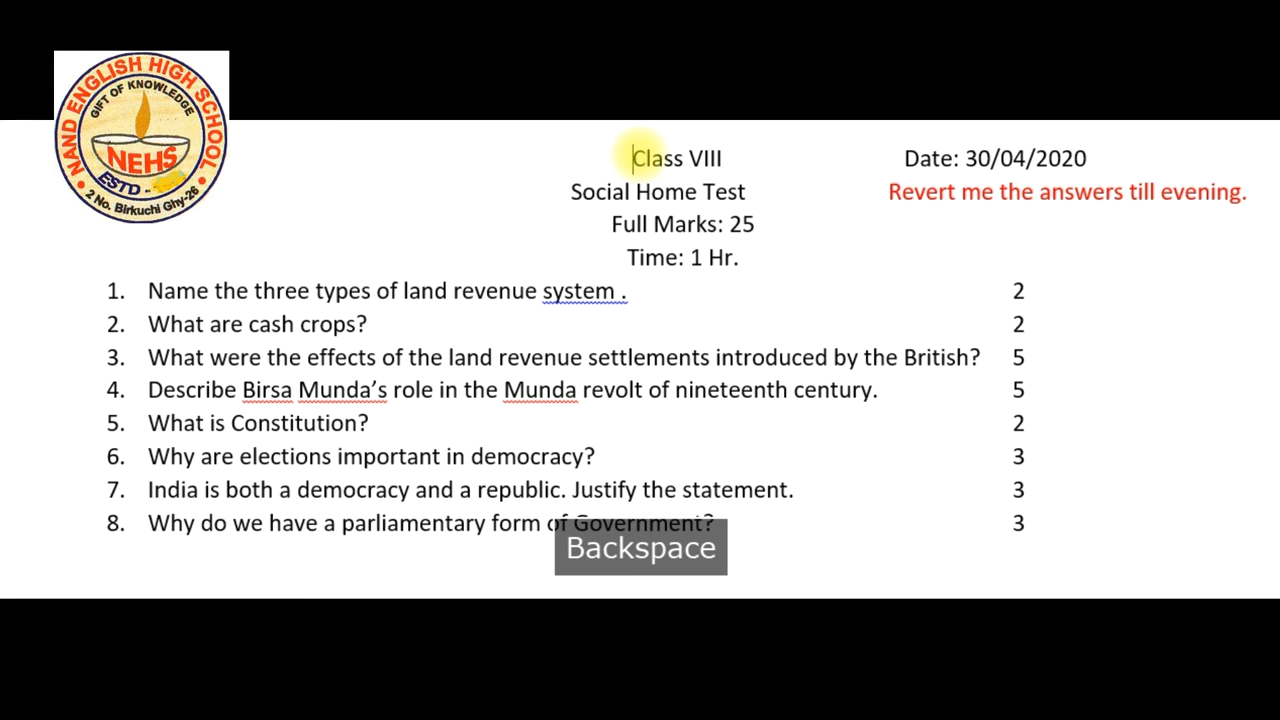 NAND ENGLISH HIGH SCHOOL
GIFT OF KNOWLEDGE
NEHS
ESTD -
2 No. Birkuchi Ghy-26
Class VIII Date: 30/04/2020
Social Home Test Revert me the answers till evening.
Full Marks: 25
Time: 1 Hr.
1. Name the three types of land revenue system . 2
2. What are cash crops? 2
3. What were the effects of the land revenue settlements introduced by the British? 5
4. Describe Birsa Munda's role in the Munda revolt of nineteenth century. 5
5. What is Constitution? 2
6. Why are elections important in democracy? 3
7. India is both a democracy and a republic. Justify the statement. 3
8. Why do we have a parliamentary form of Government? 3
Backspace